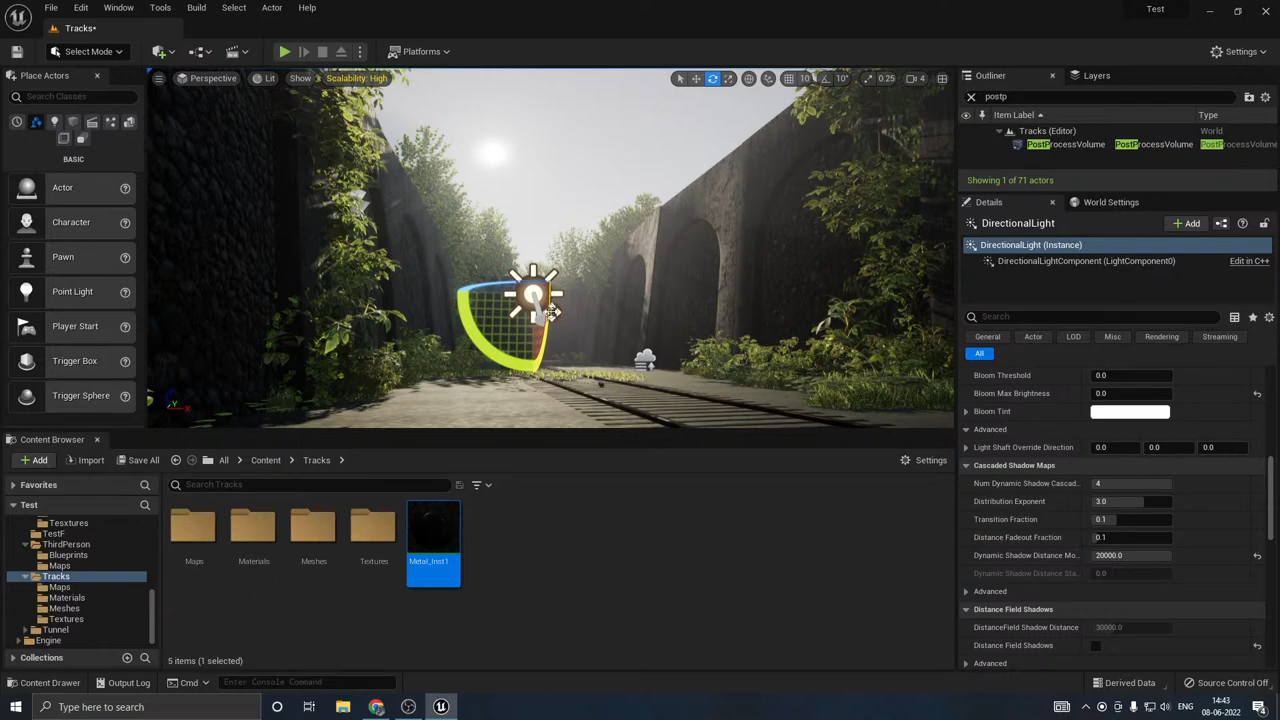 File Edit Window Tools Build Select Actor Help
Test
Tracks•
Select Mode
Platforms
Settings
Place Actors
Search Classes
BASIC
Actor
Character
Pawn
Point Light
Player Start
Trigger Box
Trigger Sphere
Perspective Lit Show Scalability: High
10 10° 0.25 4
Y X
Outliner Layers
postp
Item Label Type
Tracks (Editor) World
PostProcessVolume PostProcessVolume PostProcessVolume
Showing 1 of 71 actors
Details World Settings
DirectionalLight
Add
DirectionalLight (Instance)
DirectionalLightComponent (LightComponent0) Edit in C++
Search
General Actor LOD Misc Rendering Streaming
All
Bloom Threshold 0.0
Bloom Max Brightness 0.0
Bloom Tint
Advanced
Light Shaft Override Direction 0.0 0.0 0.0
Cascaded Shadow Maps
Num Dynamic Shadow Cascad... 4
Distribution Exponent 3.0
Transition Fraction 0.1
Distance Fadeout Fraction 0.1
Dynamic Shadow Distance Mo... 20000.0
Dynamic Shadow Distance Sta... 0.0
Advanced
Distance Field Shadows
DistanceField Shadow Distance 30000.0
Distance Field Shadows
Advanced
Content Browser
Add Import Save All All Content Tracks Settings
Favorites
Test
Tesxtures
TestF
ThirdPerson
Blueprints
Maps
Tracks
Maps
Materials
Meshes
Textures
Tunnel
Engine
Collections
Search Tracks
Maps Materials Meshes Textures Metal_Inst1
5 items (1 selected)
Content Drawer Output Log Cmd Enter Console Command
Derived Data Source Control Off
Type here to search
ENG
14:43
08-06-2022
4